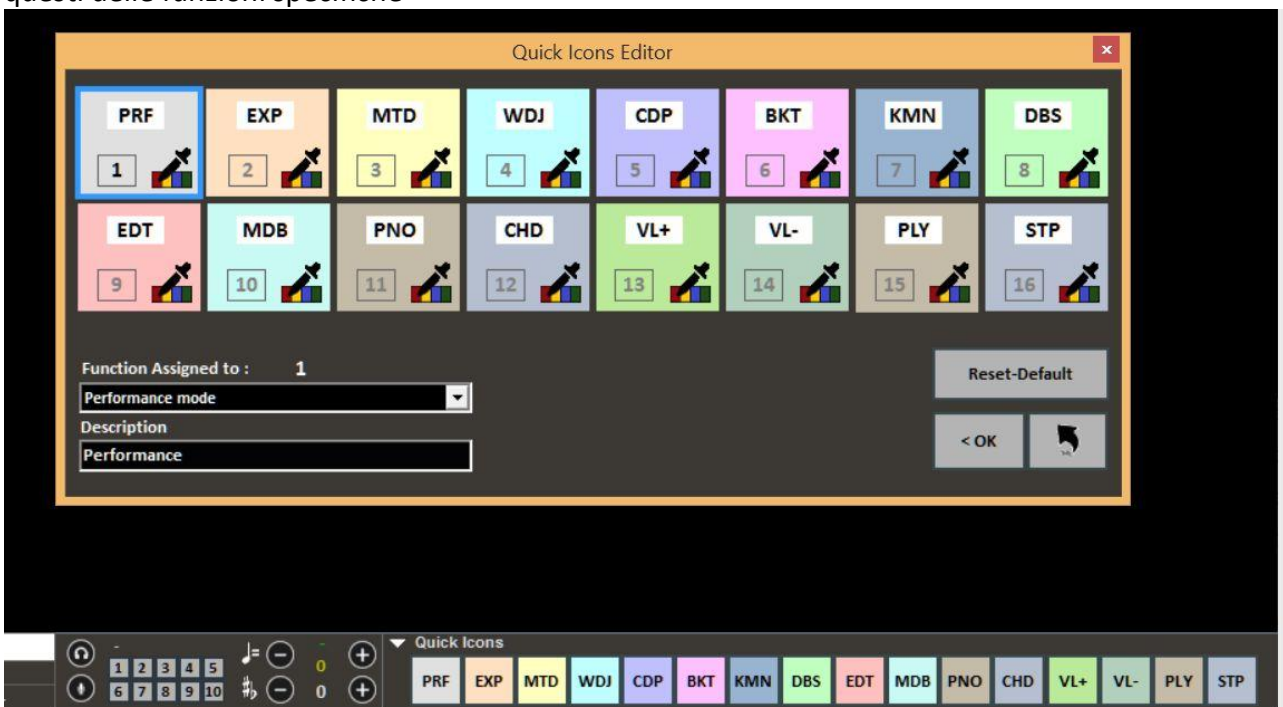 questi delle funzioni specifiche
Quick Icons Editor
PRF EXP MTD WDJ CDP BKT KMN DBS
1 2 3 4 5 6 7 8
EDT MDB PNO CHD VL+ VL- PLY STP
9 10 11 12 13 14 15 16
Function Assigned to : 1
Performance mode
Reset-Default
Description
Performance
< OK
Quick Icons
-
1 2 3 4 5
0
6 7 8 9 10
0
PRF EXP MTD WDJ CDP BKT KMN DBS EDT MDB PNO CHD VL+ VL- PLY STP